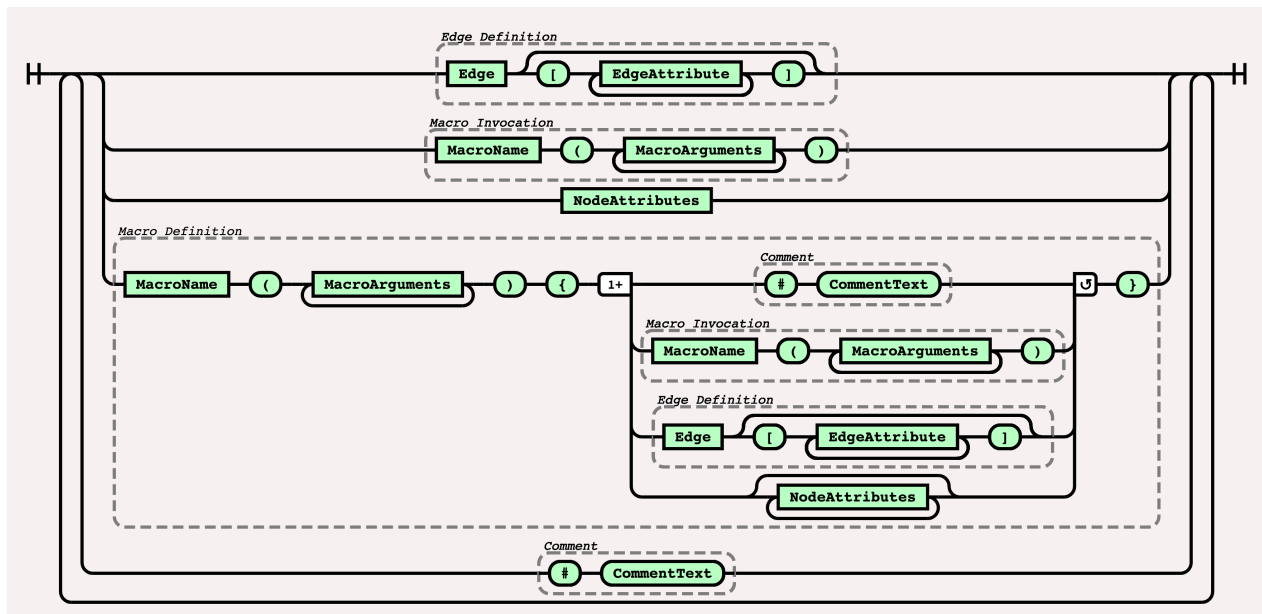 Edge Definition
Edge [ EdgeAttribute ]
Macro Invocation
MacroName ( MacroArguments )
NodeAttributes
Macro Definition
Comment
MacroName ( MacroArguments ) { 1+ # CommentText ↺ }
Macro Invocation
MacroName ( MacroArguments )
Edge Definition
Edge [ EdgeAttribute ]
NodeAttributes
Comment
# CommentText